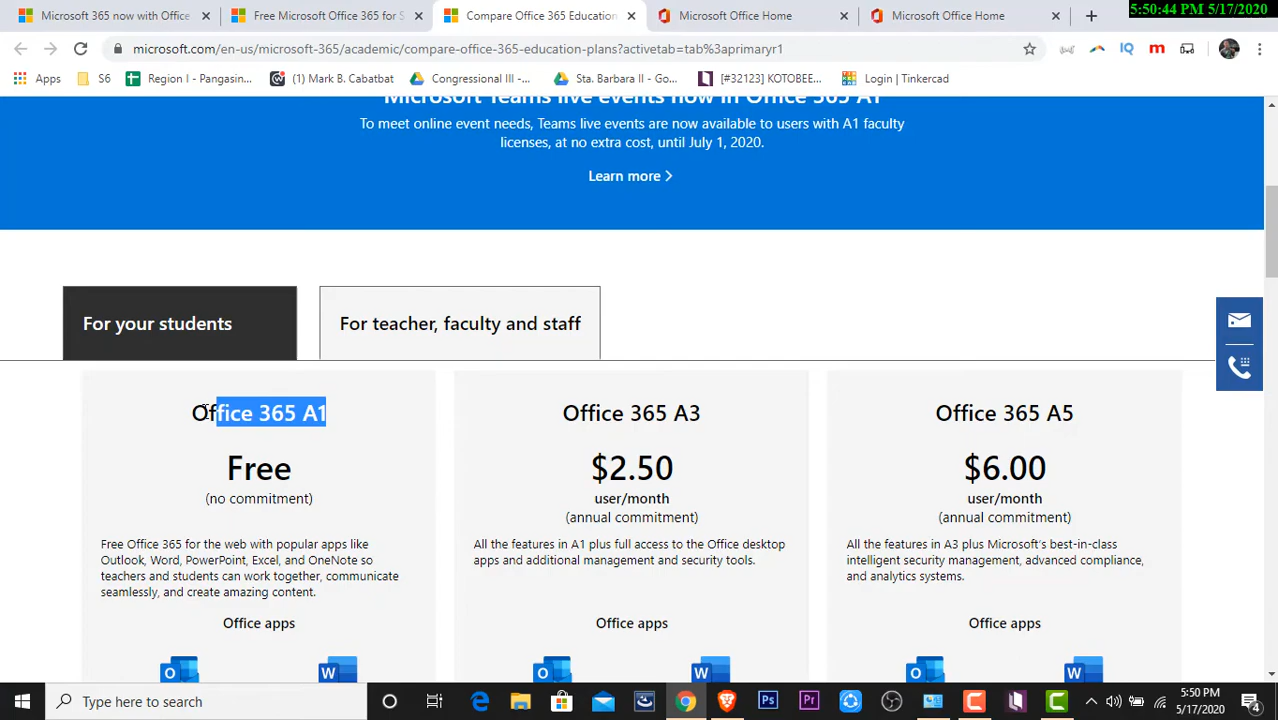 5:50:44 PM 5/17/2020
Microsoft 365 now with Office
Free Microsoft Office 365 for S
Compare Office 365 Education
Microsoft Office Home
Microsoft Office Home
microsoft.com/en-us/microsoft-365/academic/compare-office-365-education-plans?activetab=tab%3aprimaryr1
Apps
S6
Region I - Pangasin...
(1) Mark B. Cabatbat
Congressional III -...
Sta. Barbara II - Go...
[#32123] KOTOBEE...
Login | Tinkercad
Microsoft Teams live events now in Office 365 A1
To meet online event needs, Teams live events are now available to users with A1 faculty
licenses, at no extra cost, until July 1, 2020.
Learn more >
For your students
For teacher, faculty and staff
Office 365 A1
Office 365 A3
Office 365 A5
Free
$2.50
$6.00
(no commitment)
user/month
user/month
(annual commitment)
(annual commitment)
Free Office 365 for the web with popular apps like
Outlook, Word, PowerPoint, Excel, and OneNote so
teachers and students can work together, communicate
seamlessly, and create amazing content.
All the features in A1 plus full access to the Office desktop
apps and additional management and security tools.
All the features in A3 plus Microsoft's best-in-class
intelligent security management, advanced compliance,
and analytics systems.
Office apps
Office apps
Office apps
Type here to search
5:50 PM
5/17/2020